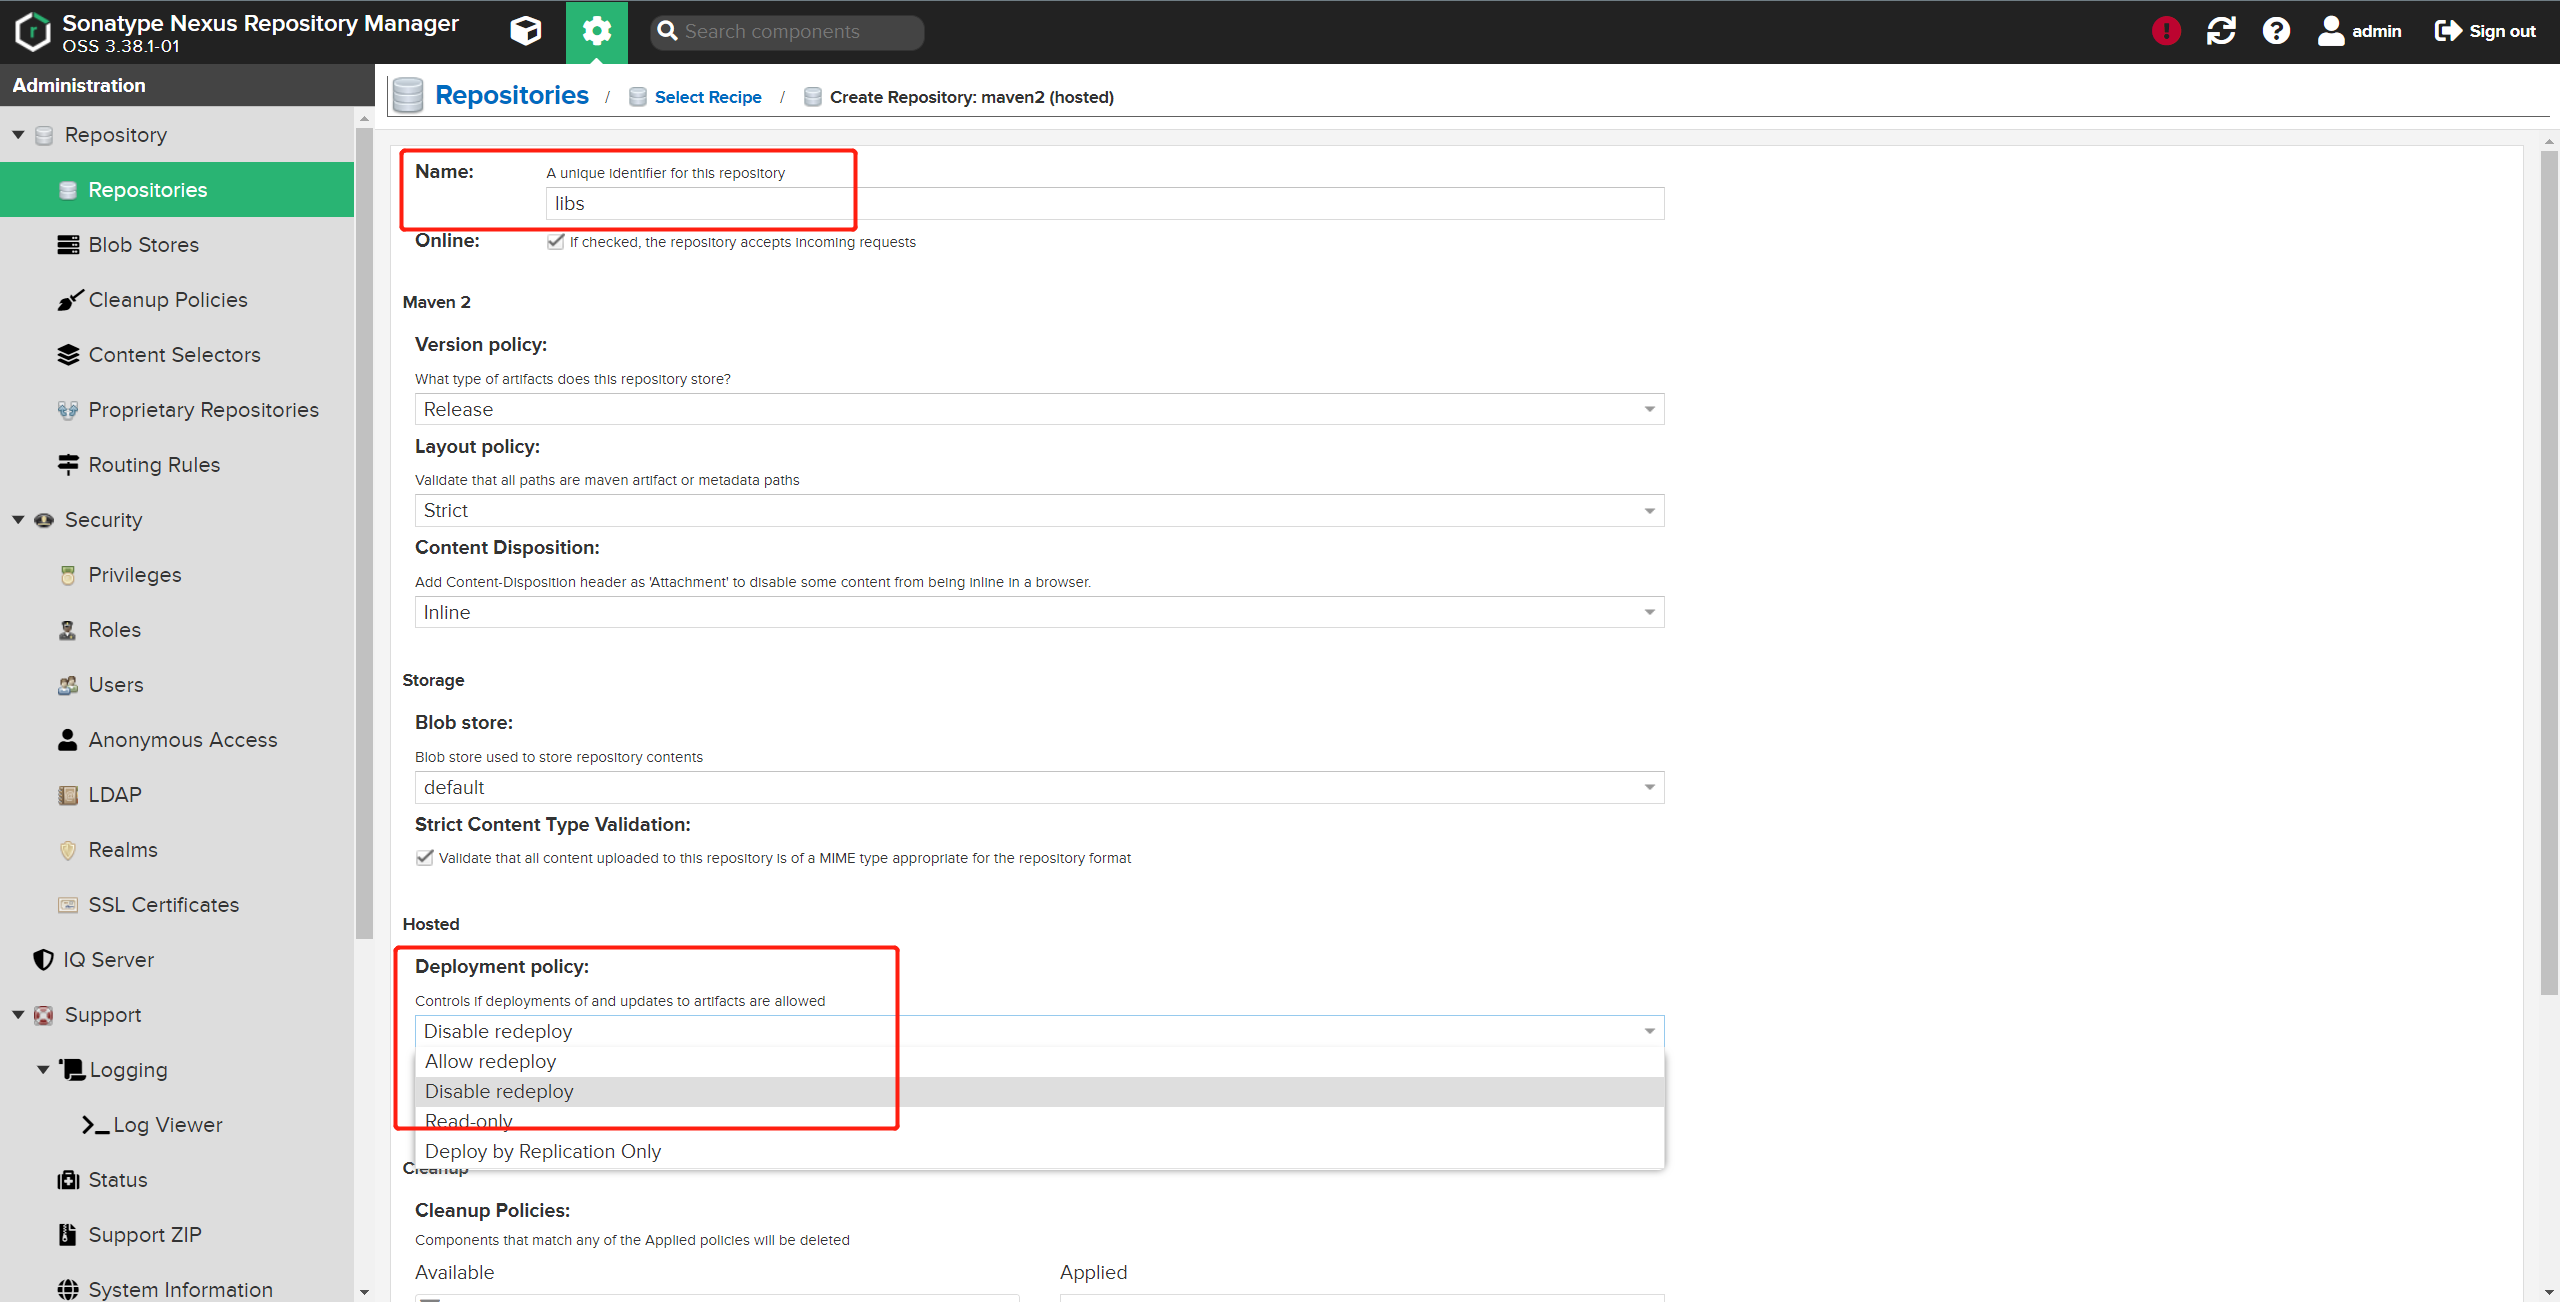 Sonatype Nexus Repository Manager
OSS 3.38.1-01
Search components
admin
Sign out
Administration
Repositories / Select Recipe / Create Repository: maven2 (hosted)
Repository
Repositories
Blob Stores
Cleanup Policies
Content Selectors
Proprietary Repositories
Routing Rules
Security
Privileges
Roles
Users
Anonymous Access
LDAP
Realms
SSL Certificates
IQ Server
Support
Logging
Log Viewer
Status
Support ZIP
System Information
Name:
A unique identifier for this repository
libs
Online:
If checked, the repository accepts incoming requests
Maven 2
Version policy:
What type of artifacts does this repository store?
Release
Layout policy:
Validate that all paths are maven artifact or metadata paths
Strict
Content Disposition:
Add Content-Disposition header as 'Attachment' to disable some content from being inline in a browser.
Inline
Storage
Blob store:
Blob store used to store repository contents
default
Strict Content Type Validation:
Validate that all content uploaded to this repository is of a MIME type appropriate for the repository format
Hosted
Deployment policy:
Controls if deployments of and updates to artifacts are allowed
Disable redeploy
Allow redeploy
Disable redeploy
Read-only
Deploy by Replication Only
Cleanup
Cleanup Policies:
Components that match any of the Applied policies will be deleted
Available
Applied